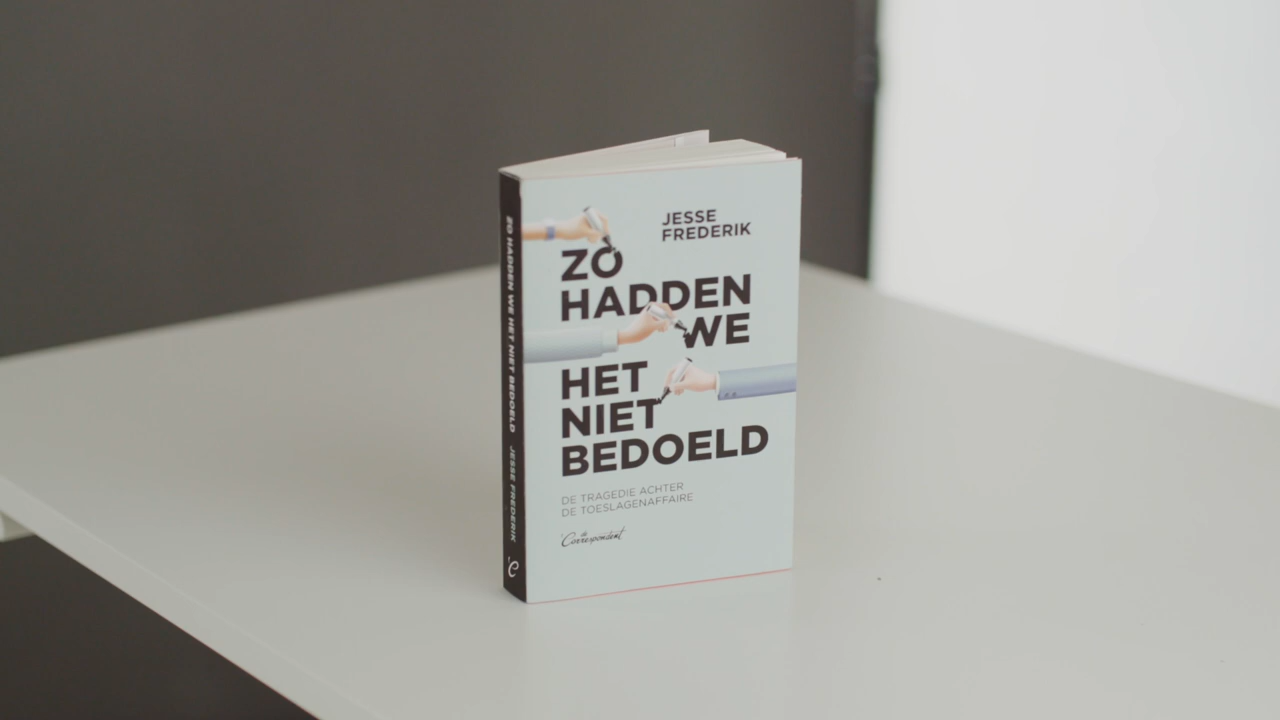 ZO HADDEN WE HET NIET BEDOELD JESSE FREDERIK
'C
JESSE
FREDERIK
ZO
HADDEN
WE
HET
NIET
BEDOELD
DE TRAGEDIE ACHTER
DE TOESLAGENAFFAIRE
de
Correspondent